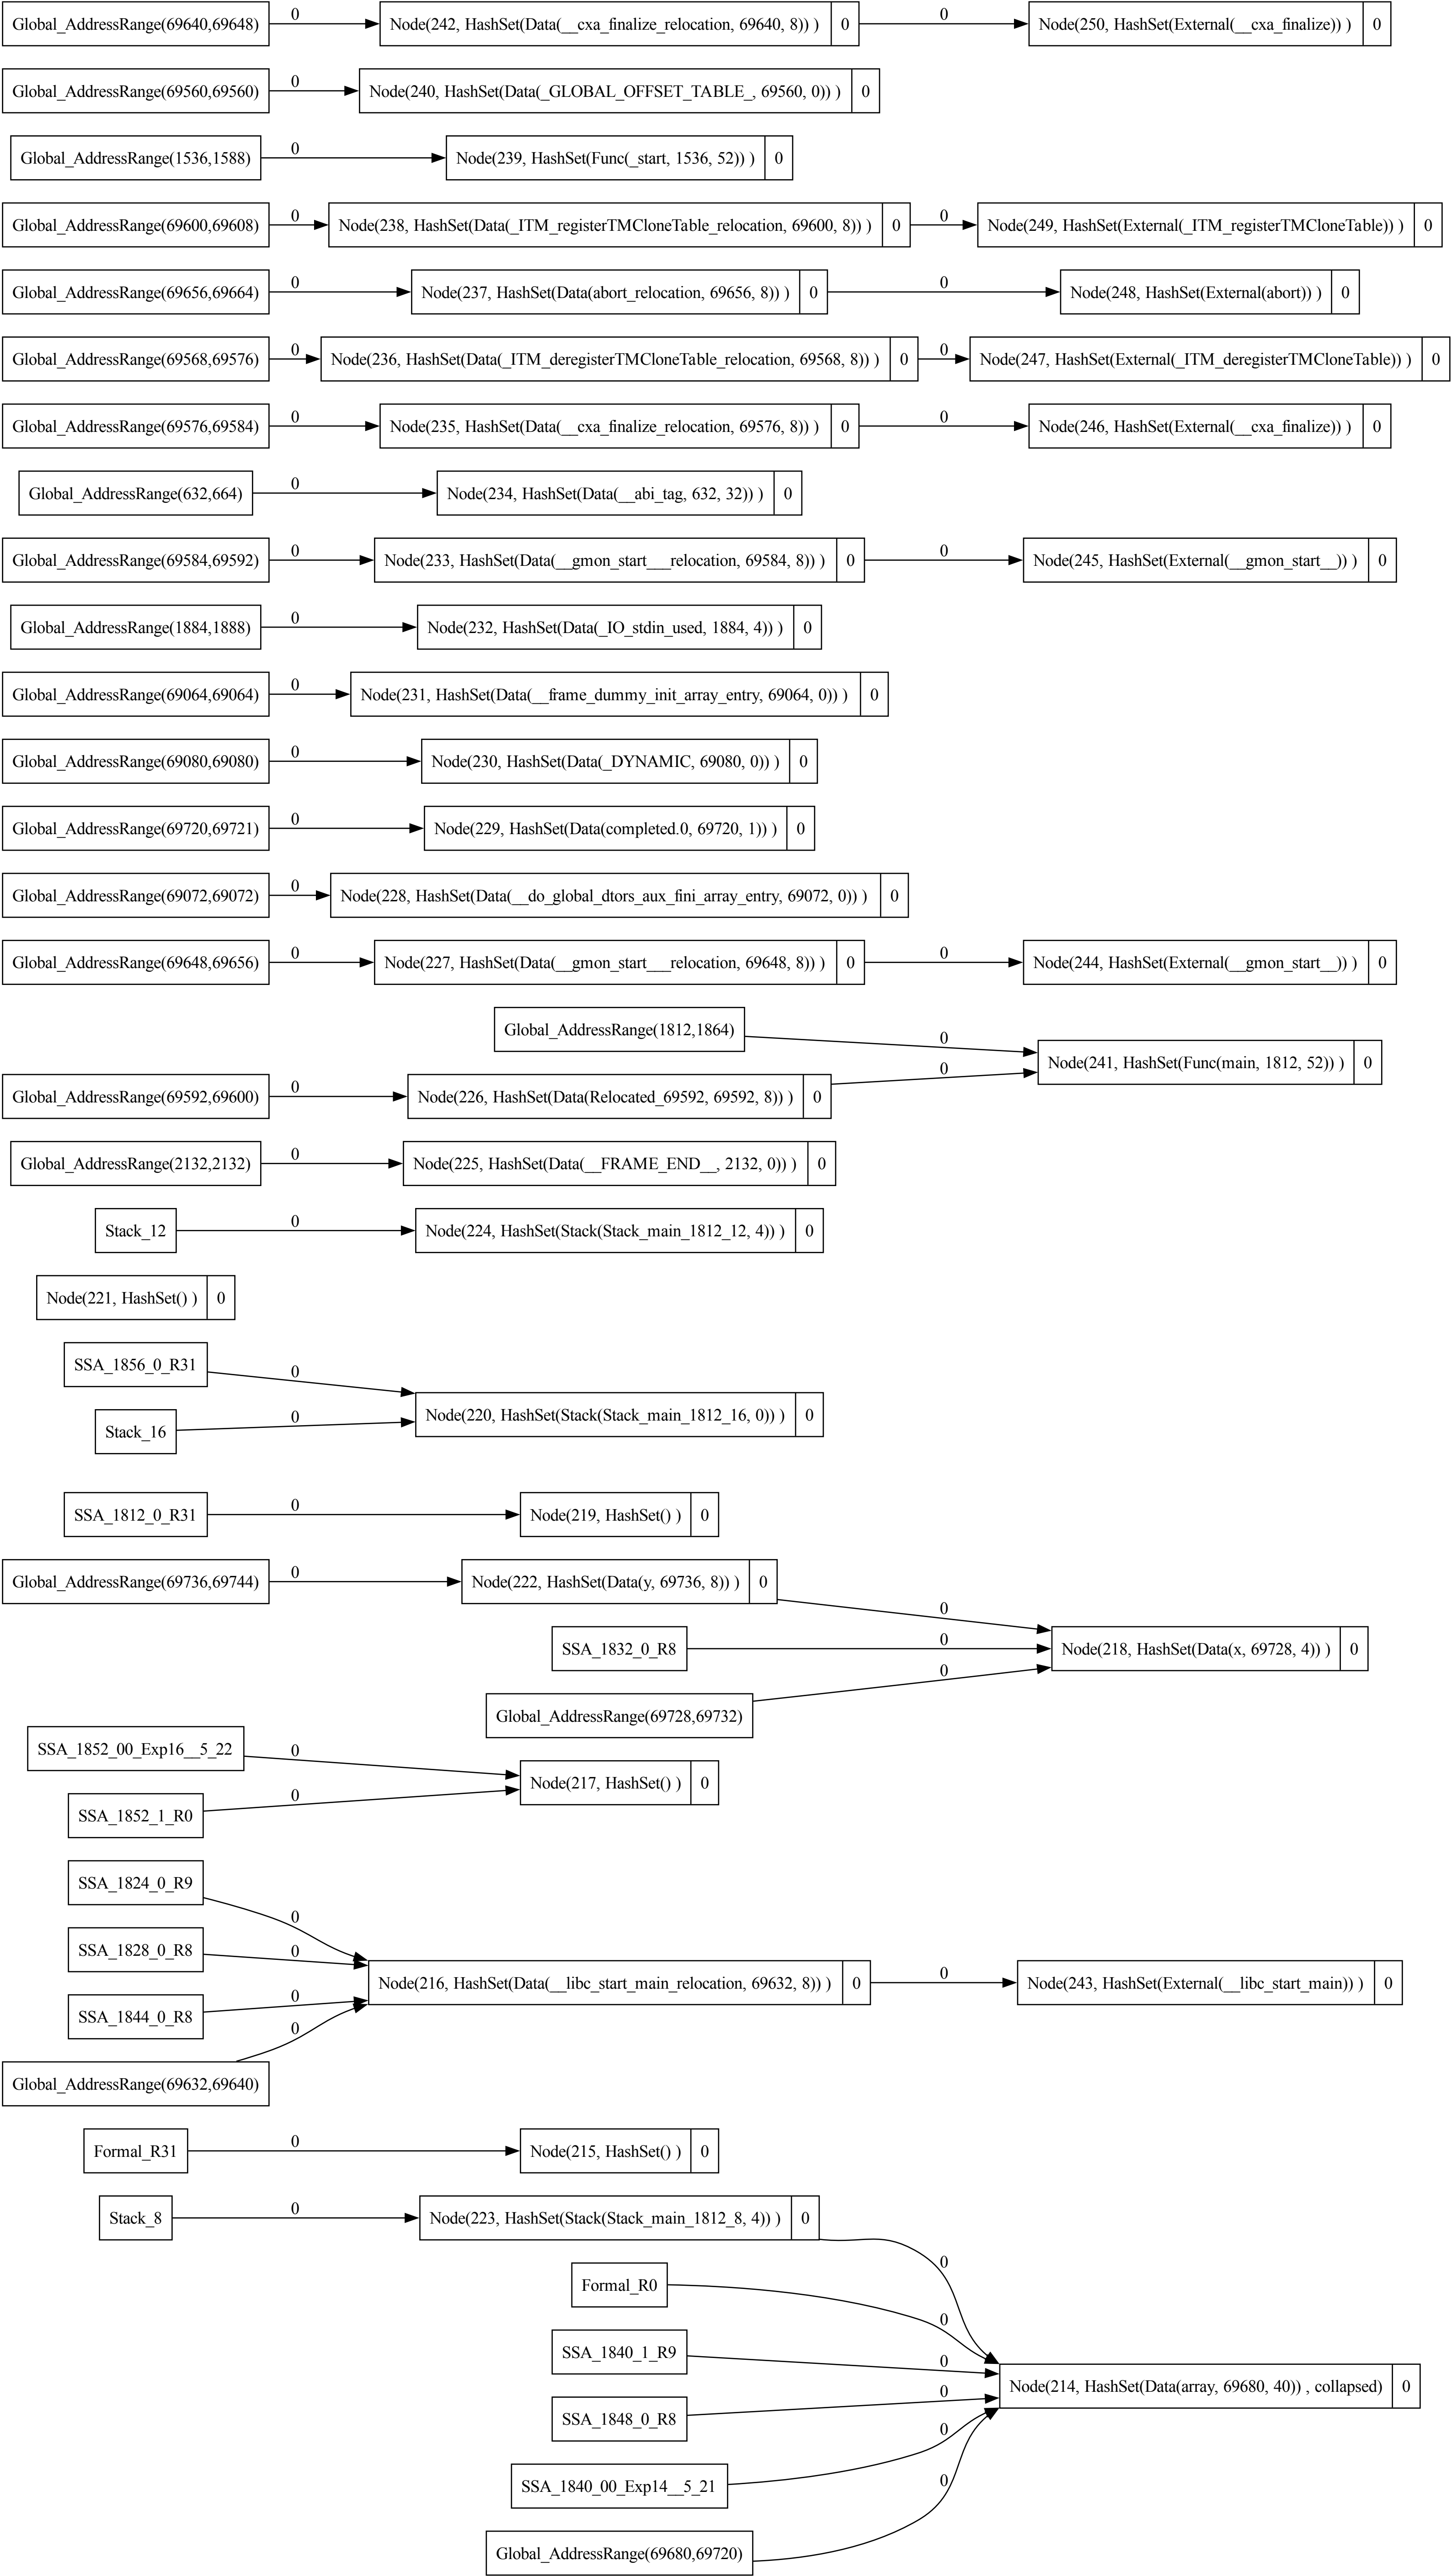 Global_AddressRange(69640,69648) 0 Node(242, HashSet(Data(__cxa_finalize_relocation, 69640, 8)) ) 0 0 Node(250, HashSet(External(__cxa_finalize)) ) 0
Global_AddressRange(69560,69560) 0 Node(240, HashSet(Data(_GLOBAL_OFFSET_TABLE_, 69560, 0)) ) 0
Global_AddressRange(1536,1588) 0 Node(239, HashSet(Func(_start, 1536, 52)) ) 0
Global_AddressRange(69600,69608) 0 Node(238, HashSet(Data(_ITM_registerTMCloneTable_relocation, 69600, 8)) ) 0 0 Node(249, HashSet(External(_ITM_registerTMCloneTable)) ) 0
Global_AddressRange(69656,69664) 0 Node(237, HashSet(Data(abort_relocation, 69656, 8)) ) 0 0 Node(248, HashSet(External(abort)) ) 0
Global_AddressRange(69568,69576) 0 Node(236, HashSet(Data(_ITM_deregisterTMCloneTable_relocation, 69568, 8)) ) 0 0 Node(247, HashSet(External(_ITM_deregisterTMCloneTable)) ) 0
Global_AddressRange(69576,69584) 0 Node(235, HashSet(Data(__cxa_finalize_relocation, 69576, 8)) ) 0 0 Node(246, HashSet(External(__cxa_finalize)) ) 0
Global_AddressRange(632,664) 0 Node(234, HashSet(Data(__abi_tag, 632, 32)) ) 0
Global_AddressRange(69584,69592) 0 Node(233, HashSet(Data(__gmon_start___relocation, 69584, 8)) ) 0 0 Node(245, HashSet(External(__gmon_start__)) ) 0
Global_AddressRange(1884,1888) 0 Node(232, HashSet(Data(_IO_stdin_used, 1884, 4)) ) 0
Global_AddressRange(69064,69064) 0 Node(231, HashSet(Data(__frame_dummy_init_array_entry, 69064, 0)) ) 0
Global_AddressRange(69080,69080) 0 Node(230, HashSet(Data(_DYNAMIC, 69080, 0)) ) 0
Global_AddressRange(69720,69721) 0 Node(229, HashSet(Data(completed.0, 69720, 1)) ) 0
Global_AddressRange(69072,69072) 0 Node(228, HashSet(Data(__do_global_dtors_aux_fini_array_entry, 69072, 0)) ) 0
Global_AddressRange(69648,69656) 0 Node(227, HashSet(Data(__gmon_start___relocation, 69648, 8)) ) 0 0 Node(244, HashSet(External(__gmon_start__)) ) 0
Global_AddressRange(1812,1864) 0
Node(241, HashSet(Func(main, 1812, 52)) ) 0
Global_AddressRange(69592,69600) 0 Node(226, HashSet(Data(Relocated_69592, 69592, 8)) ) 0 0
Global_AddressRange(2132,2132) 0 Node(225, HashSet(Data(__FRAME_END__, 2132, 0)) ) 0
Stack_12 0 Node(224, HashSet(Stack(Stack_main_1812_12, 4)) ) 0
Node(221, HashSet() ) 0
SSA_1856_0_R31 0
Node(220, HashSet(Stack(Stack_main_1812_16, 0)) ) 0
Stack_16 0
SSA_1812_0_R31 0 Node(219, HashSet() ) 0
Global_AddressRange(69736,69744) 0 Node(222, HashSet(Data(y, 69736, 8)) ) 0 0
SSA_1832_0_R8 0 Node(218, HashSet(Data(x, 69728, 4)) ) 0
Global_AddressRange(69728,69732) 0
SSA_1852_00_Exp16__5_22 0
Node(217, HashSet() ) 0
SSA_1852_1_R0 0
SSA_1824_0_R9 0
SSA_1828_0_R8 0
Node(216, HashSet(Data(__libc_start_main_relocation, 69632, 8)) ) 0 0 Node(243, HashSet(External(__libc_start_main)) ) 0
SSA_1844_0_R8 0
Global_AddressRange(69632,69640) 0
Formal_R31 0 Node(215, HashSet() ) 0
Stack_8 0 Node(223, HashSet(Stack(Stack_main_1812_8, 4)) ) 0 0
Formal_R0 0
SSA_1840_1_R9 0
Node(214, HashSet(Data(array, 69680, 40)) , collapsed) 0
SSA_1848_0_R8 0
SSA_1840_00_Exp14__5_21 0
Global_AddressRange(69680,69720) 0